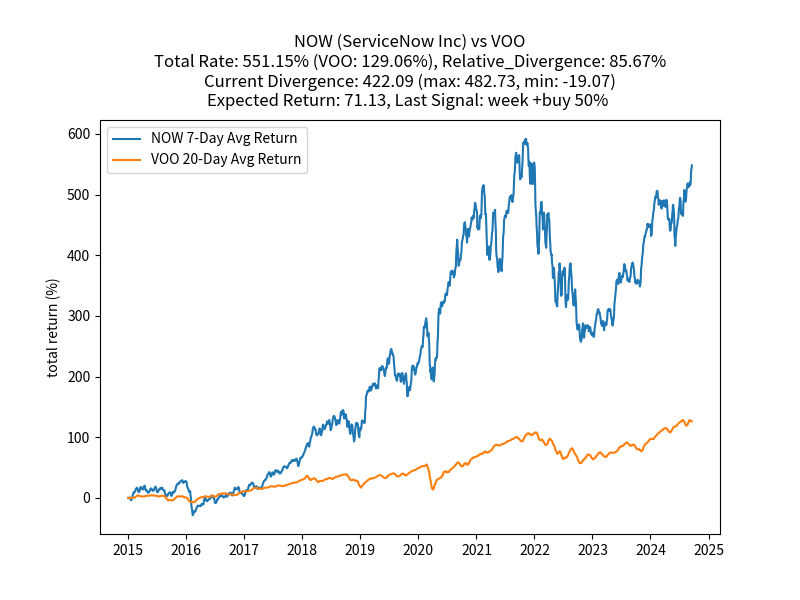 NOW (ServiceNow Inc) vs VOO
Total Rate: 551.15% (VOO: 129.06%), Relative_Divergence: 85.67%
Current Divergence: 422.09 (max: 482.73, min: -19.07)
Expected Return: 71.13, Last Signal: week +buy 50%
NOW 7-Day Avg Return
VOO 20-Day Avg Return
total return (%)
600
500
400
300
200
100
0
2015 2016 2017 2018 2019 2020 2021 2022 2023 2024 2025